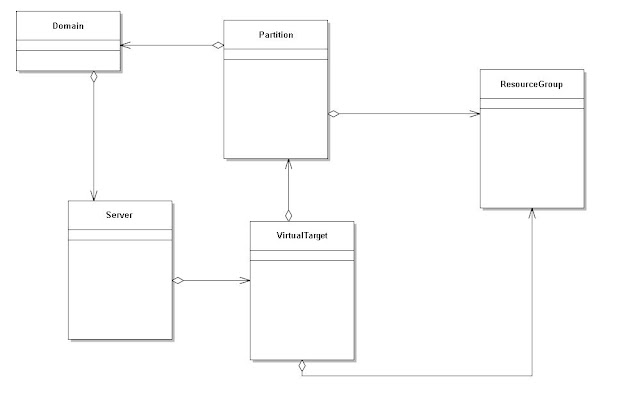 Domain
Partition
ResourceGroup
Server
VirtualTarget